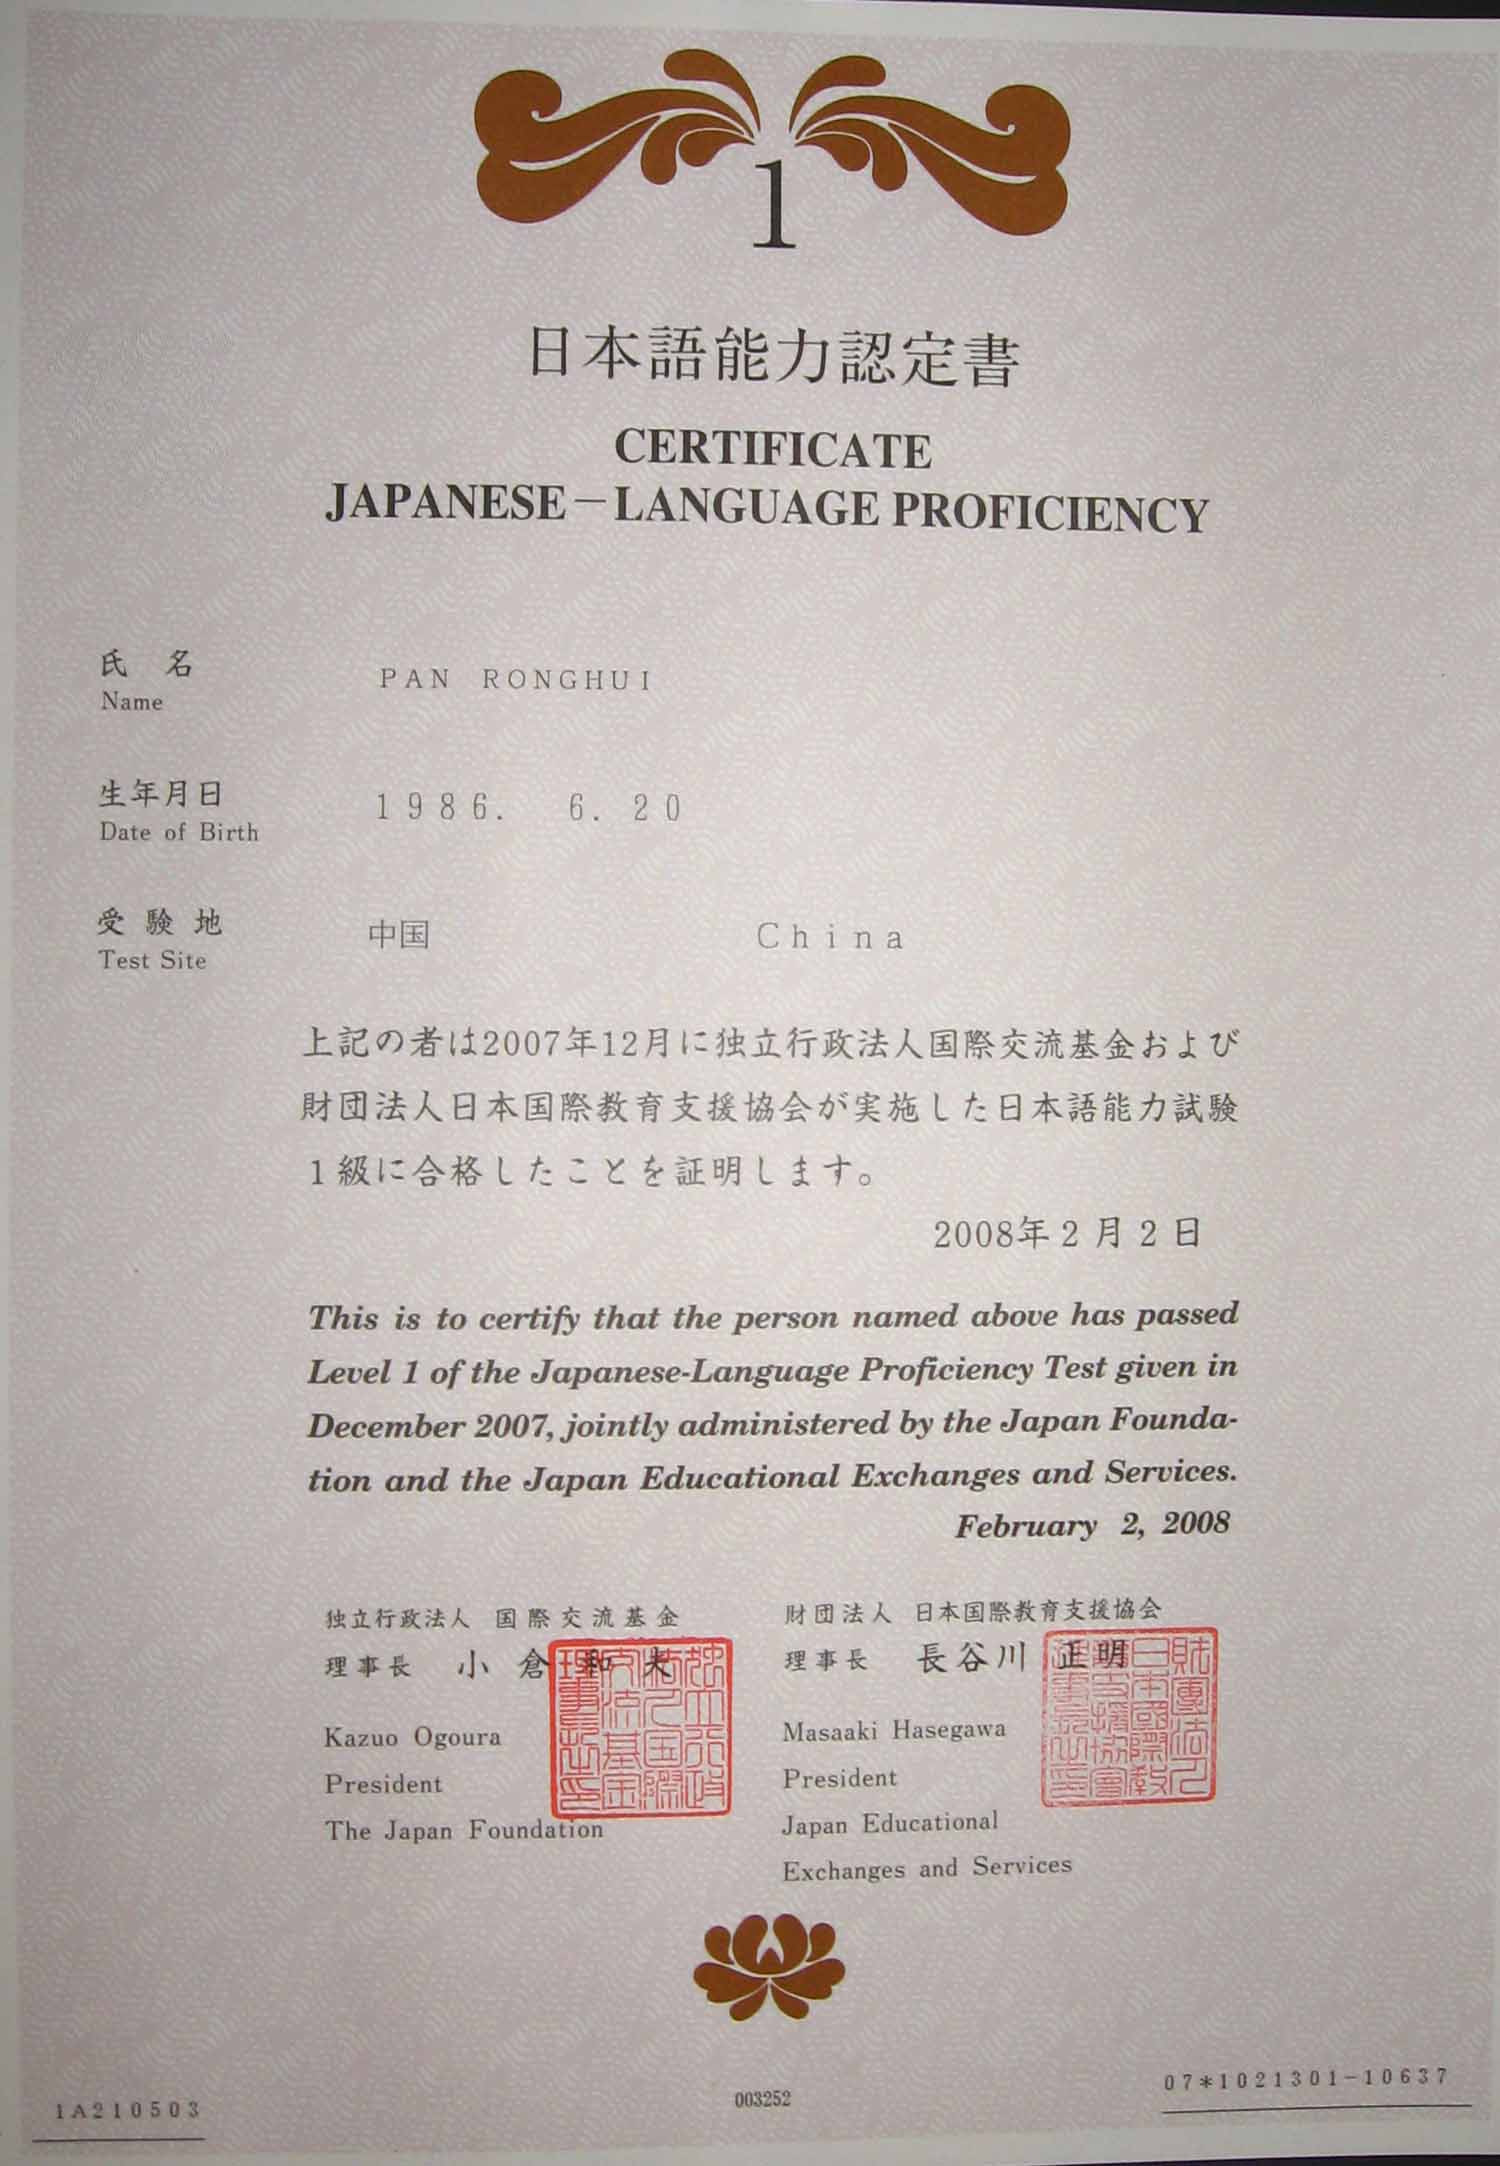 1
日本語能力認定書
CERTIFICATE
JAPANESE－LANGUAGE PROFICIENCY
氏 名
Name
PAN RONGHUI
生年月日
Date of Birth
1986. 6.20
受験地
Test Site
中国 China
上記の者は2007年12月に独立行政法人国際交流基金および
財団法人日本国際教育支援協会が実施した日本語能力試験
１級に合格したことを証明します。
2008年２月２日
This is to certify that the person named above has passed
Level 1 of the Japanese-Language Proficiency Test given in
December 2007, jointly administered by the Japan Founda-
tion and the Japan Educational Exchanges and Services.
February 2, 2008
独立行政法人 国際交流基金
理事長 小倉和夫
Kazuo Ogoura
President
The Japan Foundation
財団法人 日本国際教育支援協会
理事長 長谷川 正明
Masaaki Hasegawa
President
Japan Educational
Exchanges and Services
1A210503
003252
07*1021301-10637